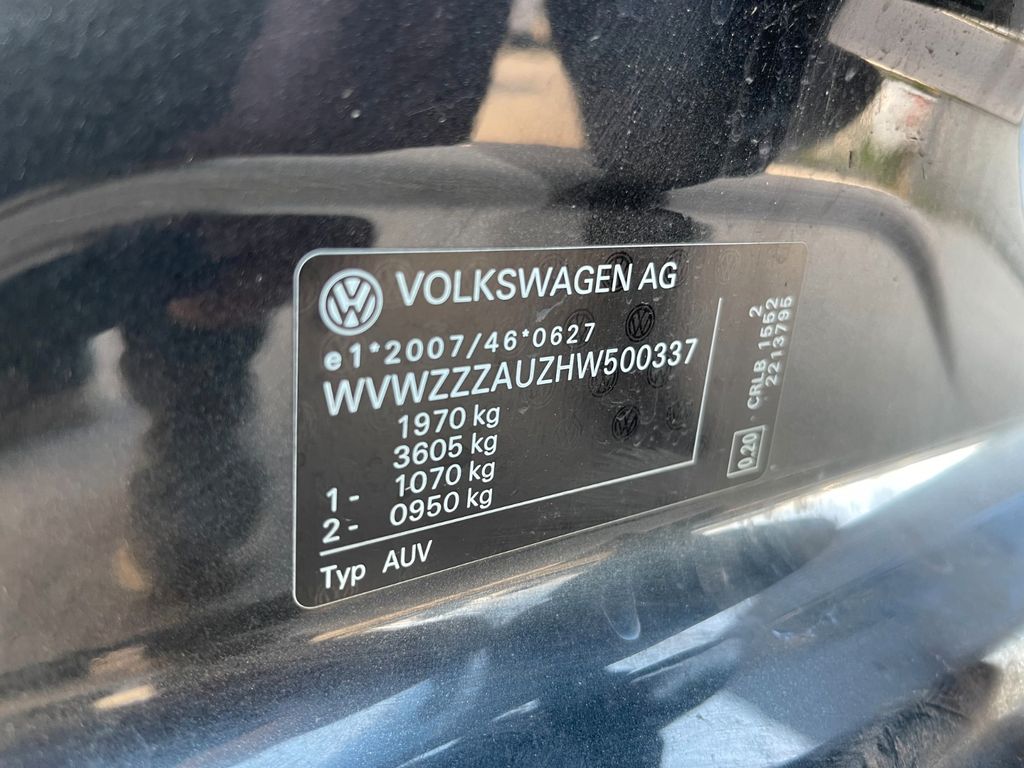 VOLKSWAGEN AG
e1*2007/46*0627
WVWZZZAUZHW500337
1970 kg
3605 kg
1 - 1070 kg
2 - 0950 kg
Typ AUV
0.20
CRLB 1552
2213795
2